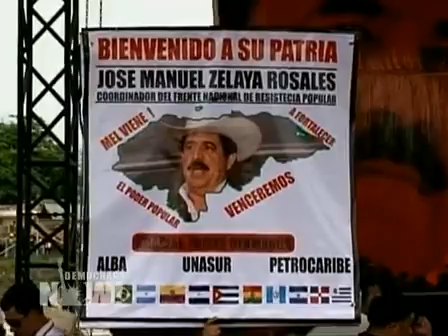 BIENVENIDO A SU PATRIA
JOSE MANUEL ZELAYA ROSALES
COORDINADOR DEL FRENTE NACIONAL DE RESISTECIA POPULAR
MEL VIENE !
A FORTALECER
EL PODER POPULAR
VENCEREMOS
ALBA UNASUR PETROCARIBE
DEMOCRACY
NOW